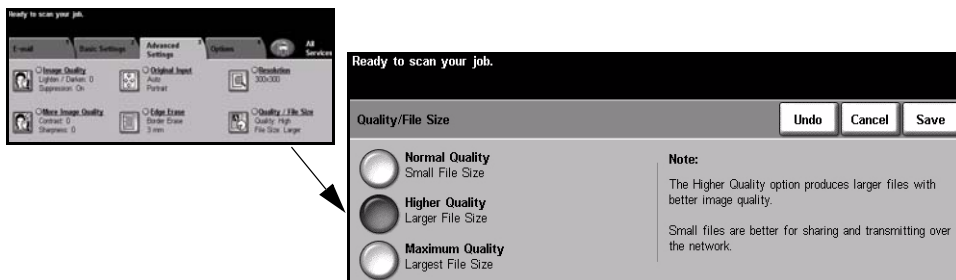 Ready to scan your job.
E-mail
Basic Settings
Advanced Settings
Options
All Services
Image Quality
Lighten / Darken: 0
Suppression: On
Original Input
Auto
Portrait
Resolution
300x300
More Image Quality
Contrast: 0
Sharpness: 0
Edge Erase
Border Erase
3 mm
Quality / File Size
Quality: High
File Size: Larger
Ready to scan your job.
Quality/File Size
Undo
Cancel
Save
Normal Quality
Small File Size
Higher Quality
Larger File Size
Maximum Quality
Largest File Size
Note:
The Higher Quality option produces larger files with
better image quality.
Small files are better for sharing and transmitting over
the network.